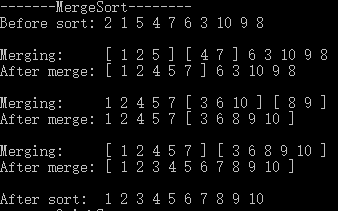 -------MergeSort--------
Before sort: 2 1 5 4 7 6 3 10 9 8
Merging: [ 1 2 5 ] [ 4 7 ] 6 3 10 9 8
After merge: [ 1 2 4 5 7 ] 6 3 10 9 8
Merging: 1 2 4 5 7 [ 3 6 10 ] [ 8 9 ]
After merge: 1 2 4 5 7 [ 3 6 8 9 10 ]
Merging: [ 1 2 4 5 7 ] [ 3 6 8 9 10 ]
After merge: [ 1 2 3 4 5 6 7 8 9 10 ]
After sort: 1 2 3 4 5 6 7 8 9 10